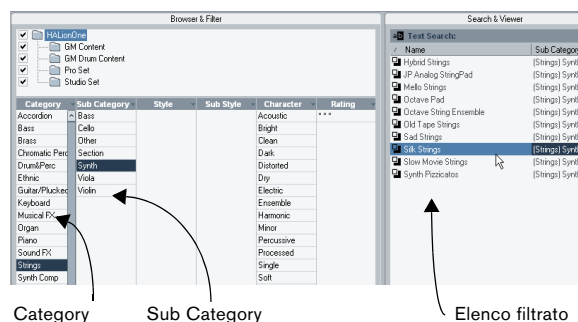 Browser & Filter
HALionOne
GM Content
GM Drum Content
Pro Set
Studio Set
Category Sub Category Style Sub Style Character Rating
Accordion Bass Acoustic ***
Bass Cello Bright
Brass Other Clean
Chromatic Perc Section Dark
Drum&Perc Synth Distorted
Ethnic Viola Dry
Guitar/Plucked Violin Electric
Keyboard Ensemble
Musical FX Harmonic
Organ Minor
Piano Percussive
Sound FX Processed
Strings Single
Synth Comp Soft
Search & Viewer
Text Search:
/ Name Sub Category
Hybrid Strings (Strings) Synth
JP Analog StringPad (Strings) Synth
Mello Strings (Strings) Synth
Octave Pad (Strings) Synth
Octave String Ensemble (Strings) Synth
Old Tape Strings (Strings) Synth
Sad Strings (Strings) Synth
Silk Strings (Strings) Synth
Slow Movie Strings (Strings) Synth
Synth Pizzicatos (Strings) Synth
Category Sub Category Elenco filtrato